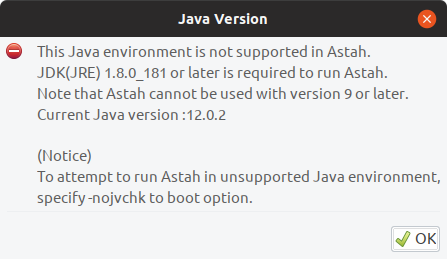 Java Version
This Java environment is not supported in Astah.
JDK(JRE) 1.8.0_181 or later is required to run Astah.
Note that Astah cannot be used with version 9 or later.
Current Java version :12.0.2
(Notice)
To attempt to run Astah in unsupported Java environment,
specify -nojvchk to boot option.
OK